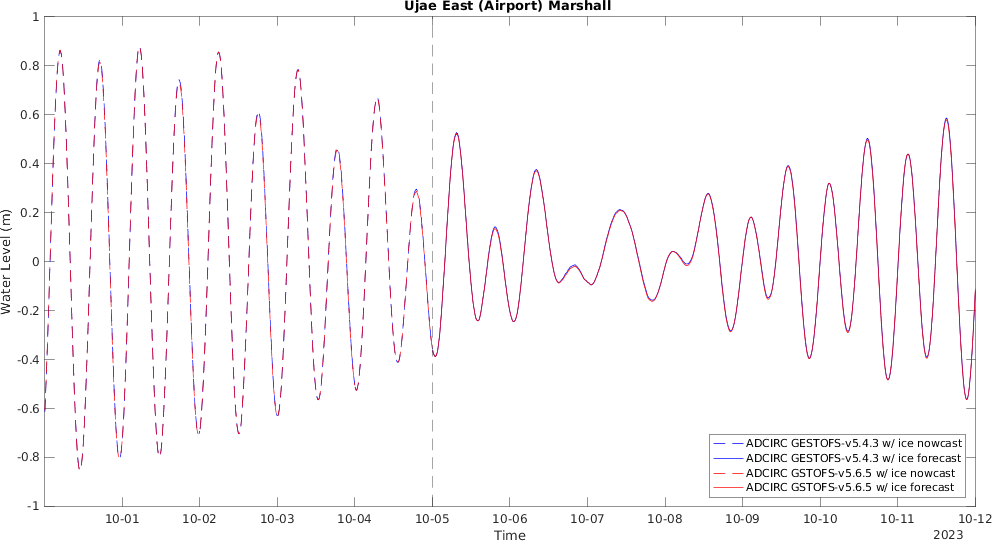 Ujae East (Airport) Marshall
1
0.8
0.6
0.4
0.2
0
-0.2
-0.4
-0.6
-0.8
-1
Water Level (m)
ADCIRC GESTOFS-v5.4.3 w/ ice nowcast
ADCIRC GESTOFS-v5.4.3 w/ ice forecast
ADCIRC GSTOFS-v5.6.5 w/ ice nowcast
ADCIRC GSTOFS-v5.6.5 w/ ice forecast
10-01 10-02 10-03 10-04 10-05 10-06 10-07 10-08 10-09 10-10 10-11 10-12
Time
2023